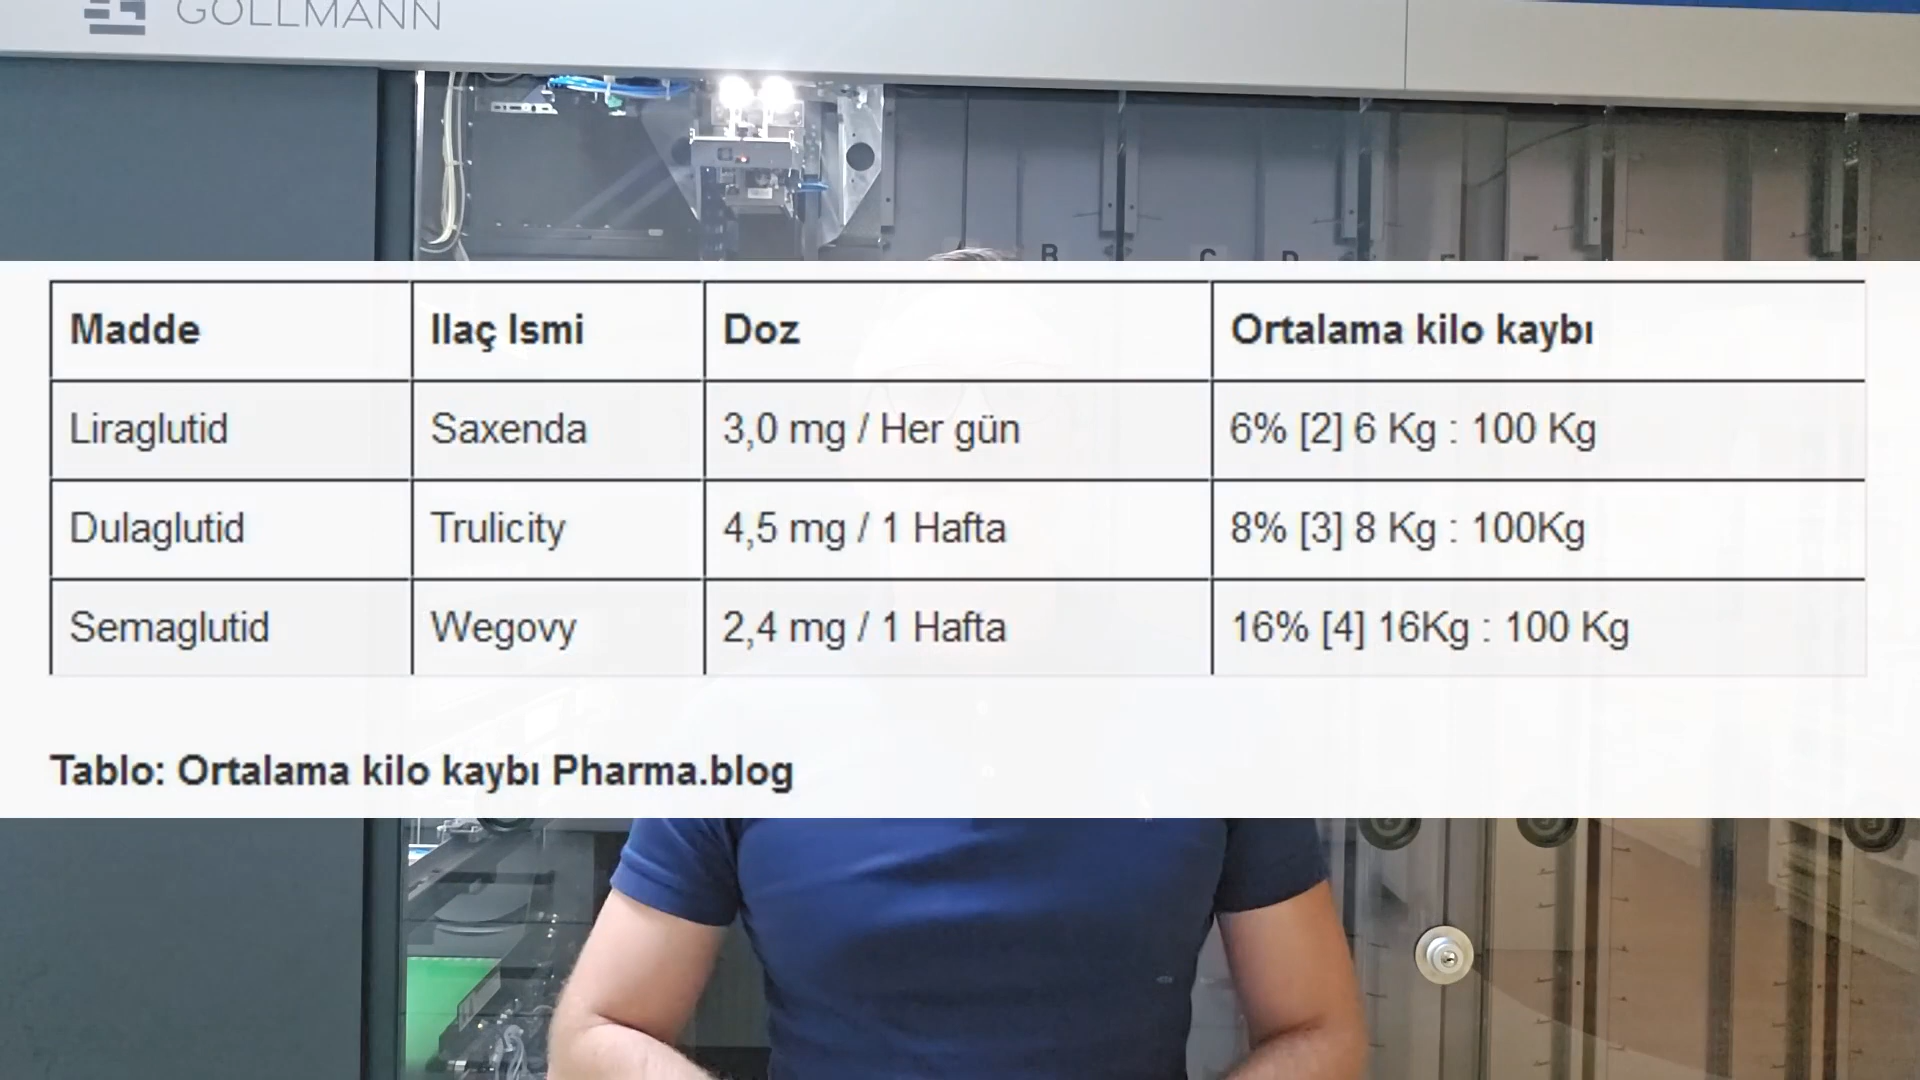 GOLLMANN
B C D
Madde Ilaç Ismi Doz Ortalama kilo kaybı
Liraglutid Saxenda 3,0 mg / Her gün 6% [2] 6 Kg : 100 Kg
Dulaglutid Trulicity 4,5 mg / 1 Hafta 8% [3] 8 Kg : 100Kg
Semaglutid Wegovy 2,4 mg / 1 Hafta 16% [4] 16Kg : 100 Kg
Tablo: Ortalama kilo kaybı Pharma.blog